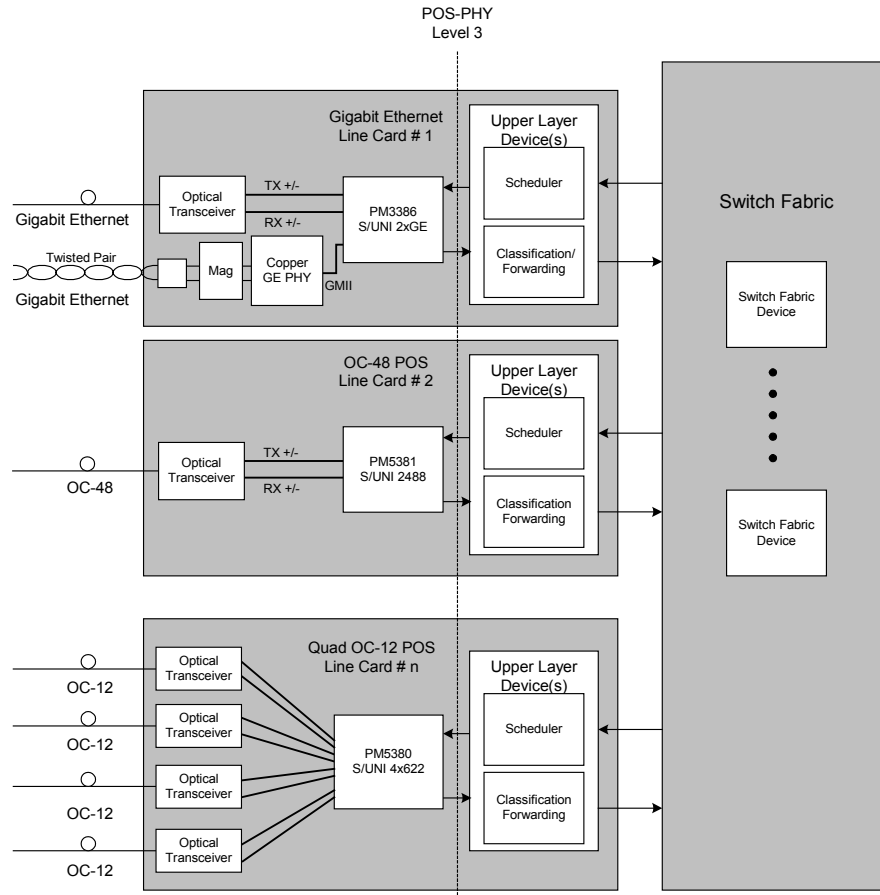 POS-PHY
Level 3
Gigabit Ethernet
Line Card # 1
Upper Layer
Device(s)
Scheduler
Classification/
Forwarding
Optical
Transceiver
TX +/-
RX +/-
PM3386
S/UNI 2xGE
Gigabit Ethernet
Twisted Pair
Mag
Copper
GE PHY
GMII
Gigabit Ethernet
Switch Fabric
Switch Fabric
Device
Switch Fabric
Device
OC-48 POS
Line Card # 2
Upper Layer
Device(s)
Scheduler
Classification
Forwarding
Optical
Transceiver
TX +/-
RX +/-
PM5381
S/UNI 2488
OC-48
Quad OC-12 POS
Line Card # n
Upper Layer
Device(s)
Scheduler
Classification
Forwarding
PM5380
S/UNI 4x622
Optical
Transceiver
OC-12
Optical
Transceiver
OC-12
Optical
Transceiver
OC-12
Optical
Transceiver
OC-12